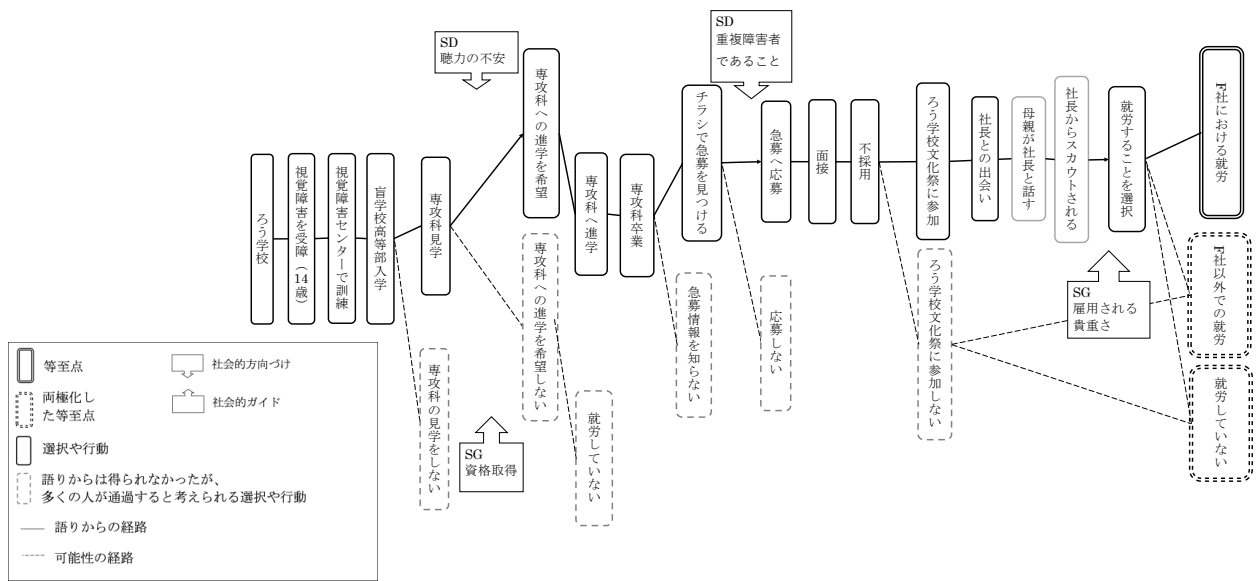 SD
聴力の不安
SD
重複障害者
であること
ろう学校
視覚障害を受障(14歳)
視覚障害センターで訓練
盲学校高等部入学
専攻科見学
専攻科への進学を希望
専攻科へ進学
専攻科卒業
チラシで急募を見つける
急募へ応募
面接
不採用
ろう学校文化祭に参加
社長との出会い
母親が社長と話す
社長からスカウトされる
就労することを選択
F社における就労
専攻科の見学をしない
専攻科への進学を希望しない
就労していない
急募情報を知らない
応募しない
ろう学校文化祭に参加しない
F社以外での就労
就労していない
SG
資格取得
SG
雇用される
貴重さ
等至点
両極化し
た等至点
選択や行動
語りからは得られなかったが、
多くの人が通過すると考えられる選択や行動
語りからの経路
可能性の経路
社会的方向づけ
社会的ガイド